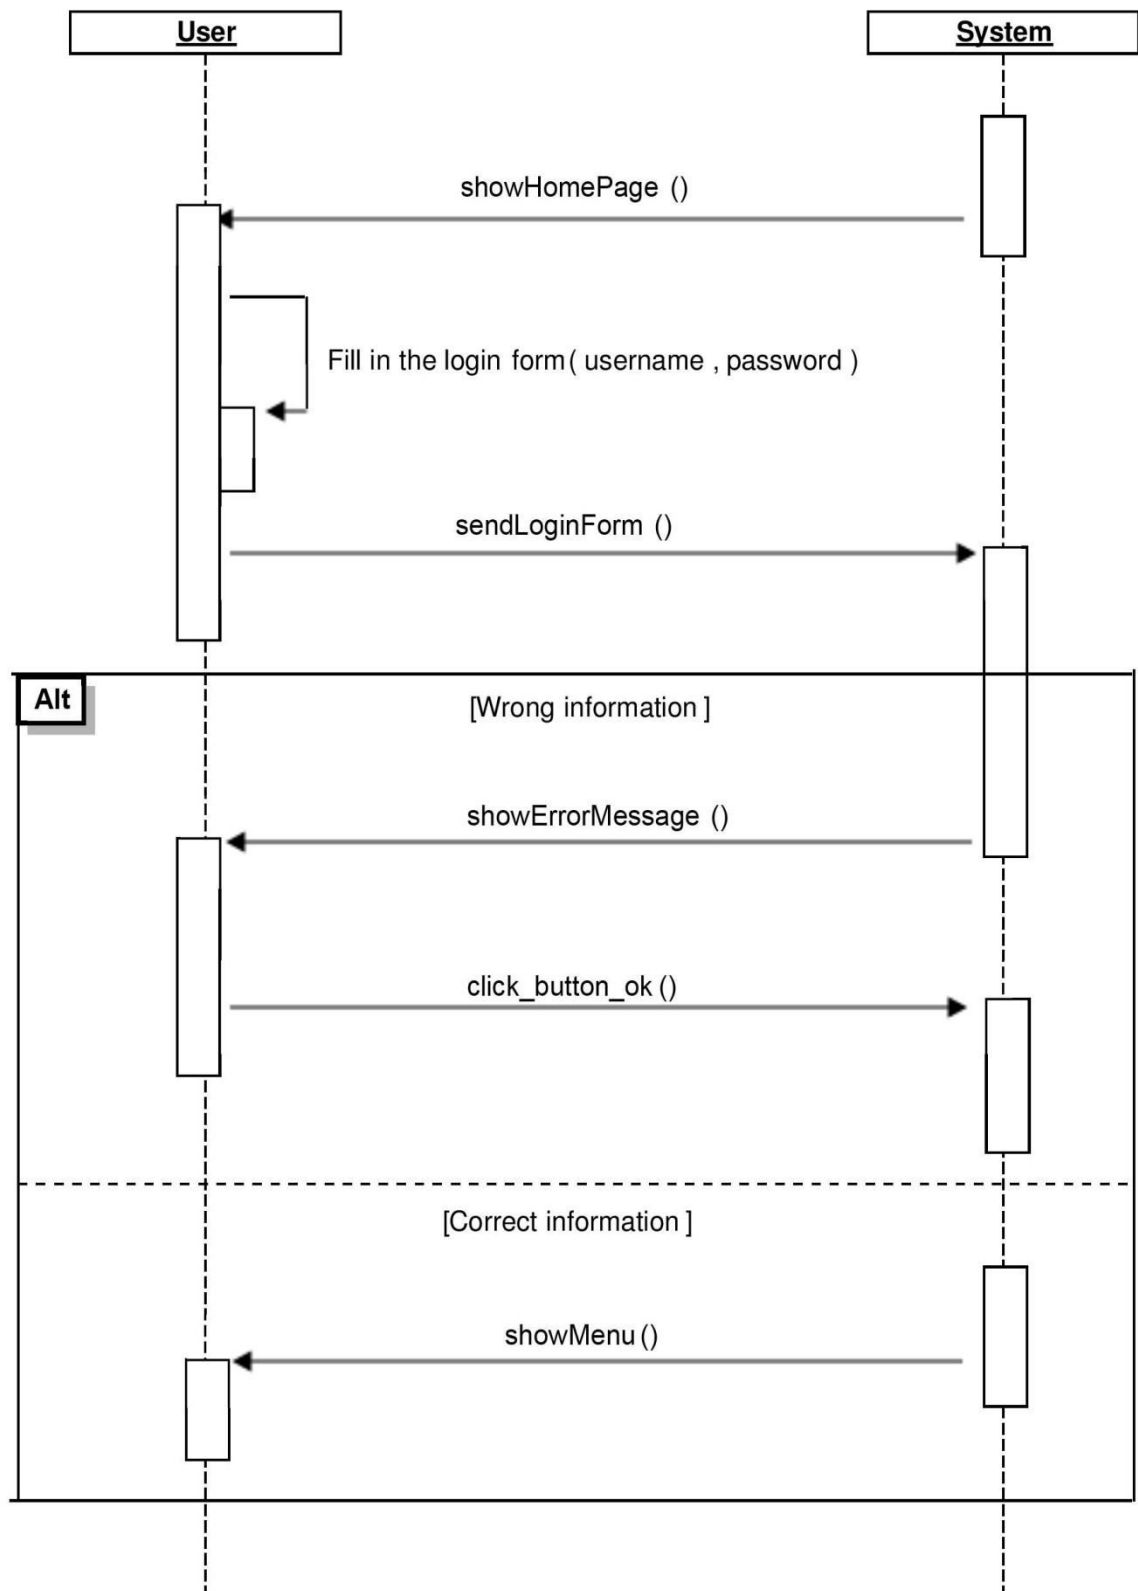 User
System
showHomePage ()
Fill in the login form( username , password )
sendLoginForm ()
Alt
[Wrong information ]
showErrorMessage ()
click_button_ok ()
[Correct information ]
showMenu ()